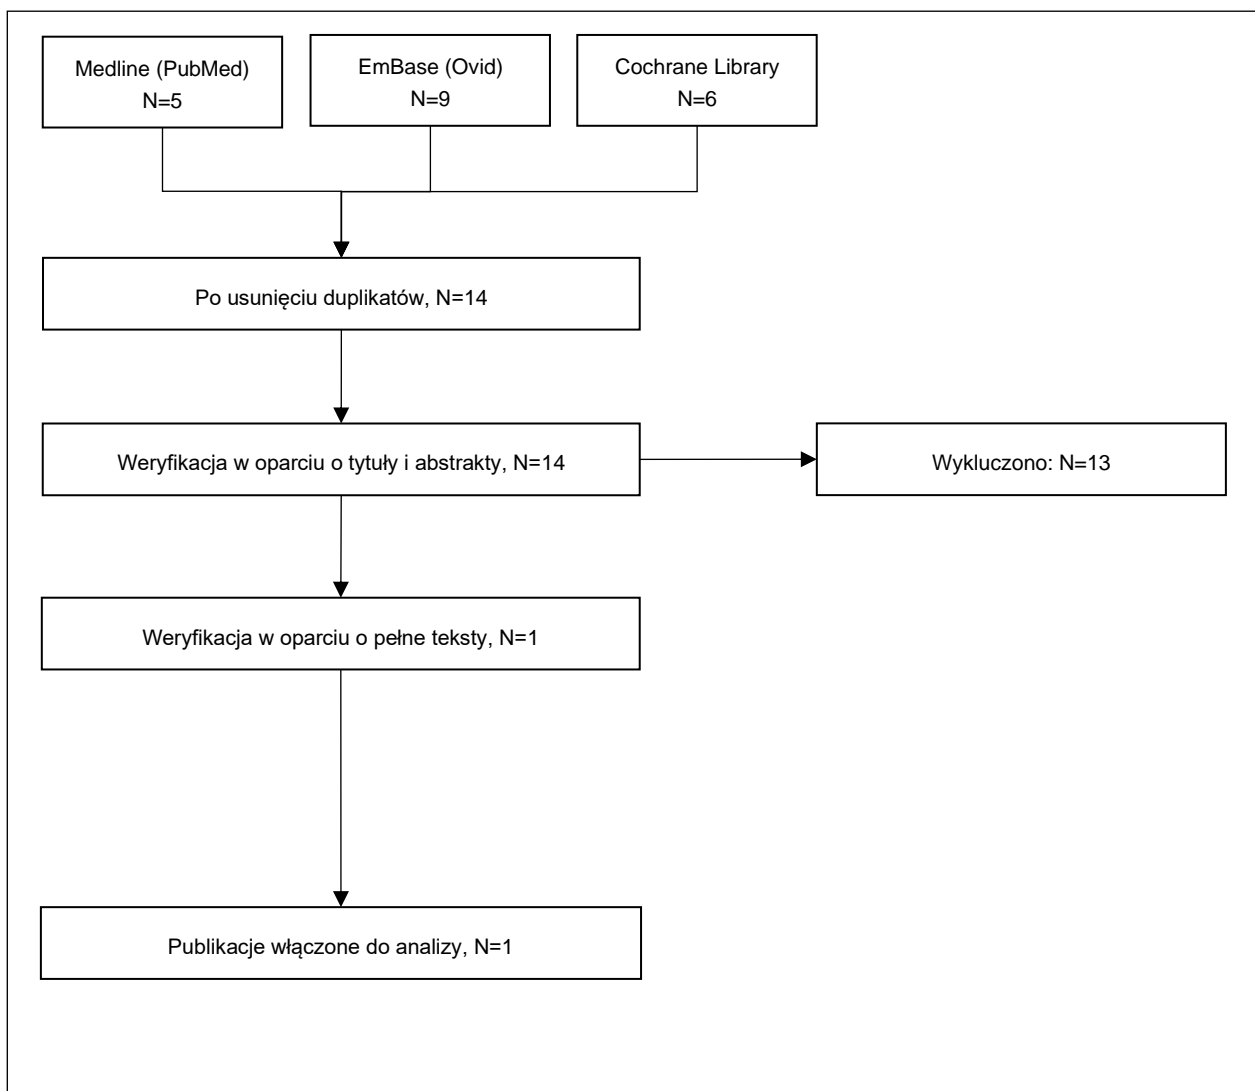 Medline (PubMed)
N=5
EmBase (Ovid)
N=9
Cochrane Library
N=6
Po usunięciu duplikatów, N=14
Weryfikacja w oparciu o tytuły i abstrakty, N=14
Wykluczono: N=13
Weryfikacja w oparciu o pełne teksty, N=1
Publikacje włączone do analizy, N=1